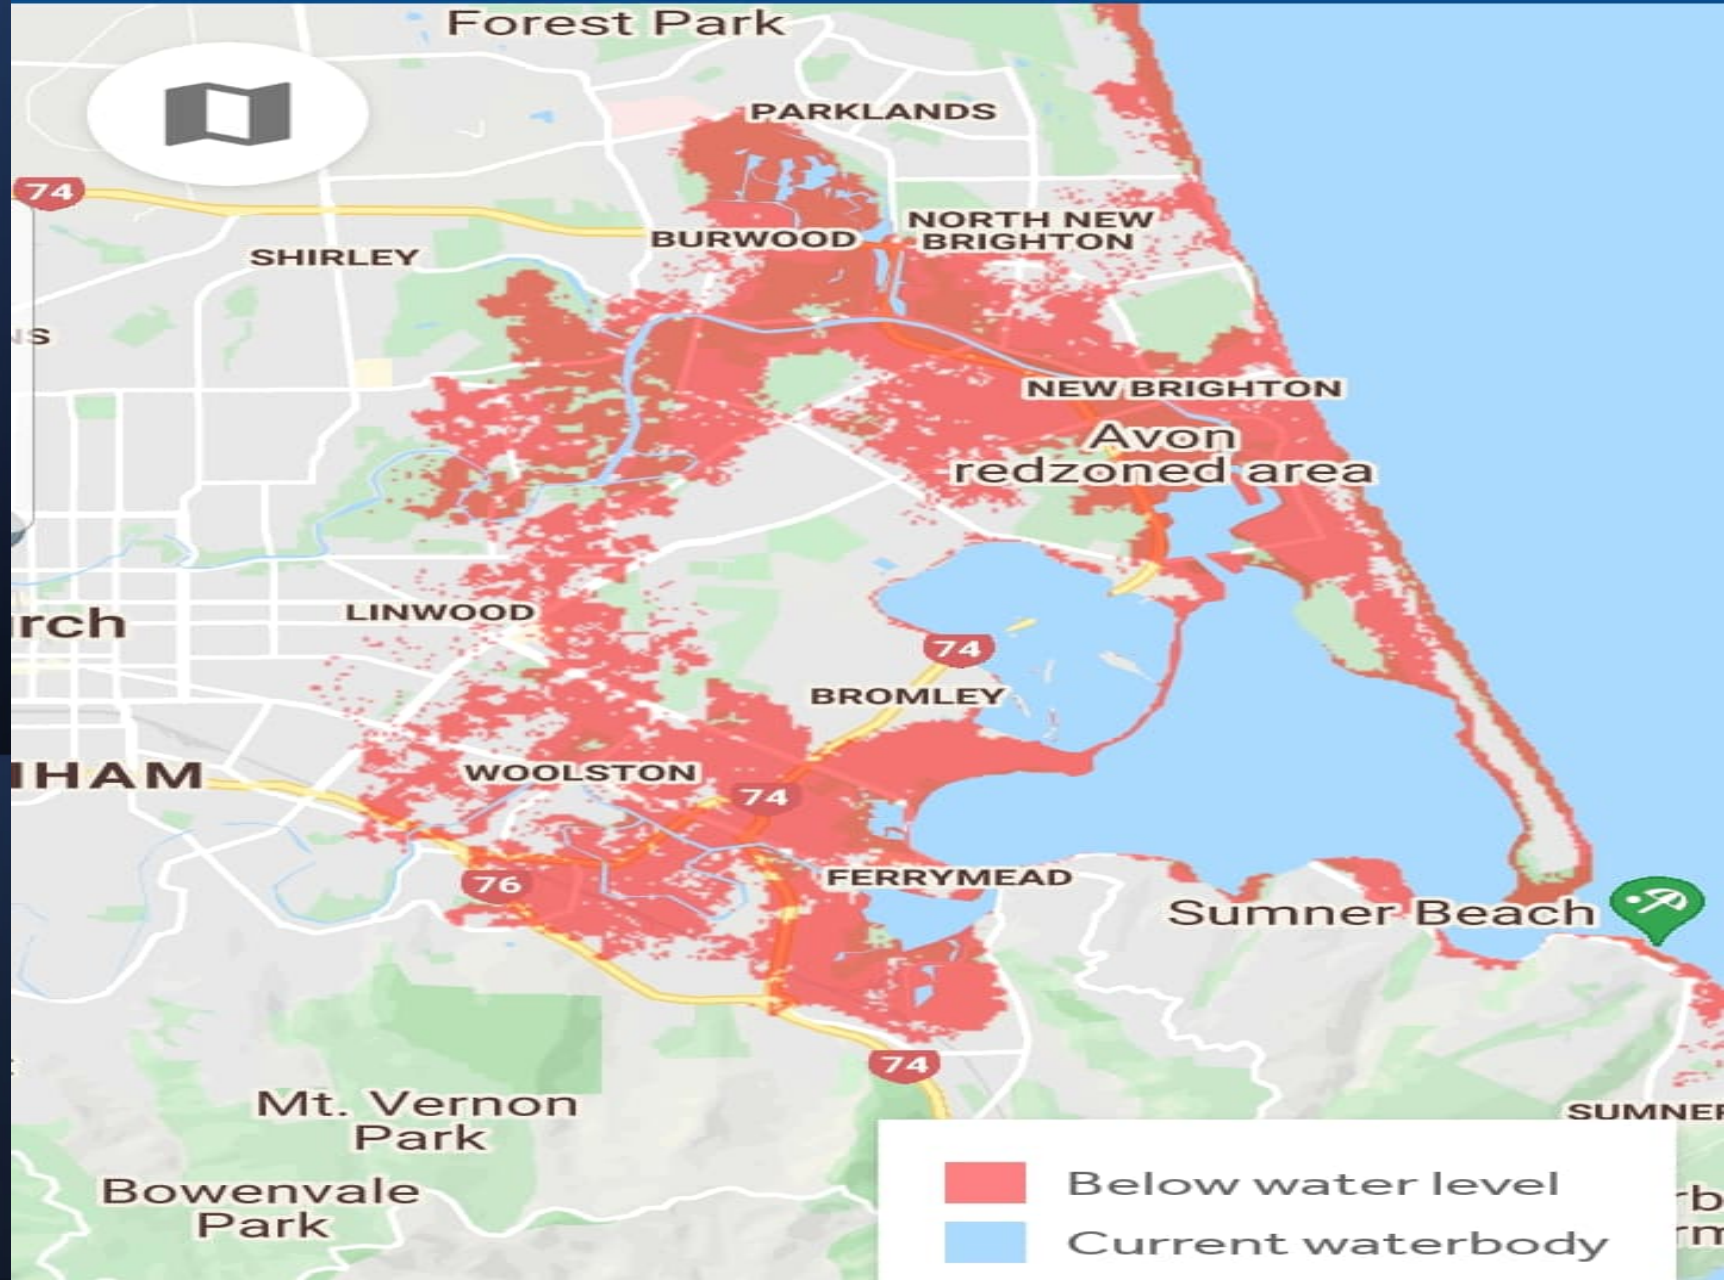 Forest Park
PARKLANDS
74
NORTH NEW
BRIGHTON
BURWOOD
SHIRLEY
NEW BRIGHTON
Avon
redzoned area
LINWOOD
74
BROMLEY
WOOLSTON
74
76
FERRYMEAD
Sumner Beach
74
Mt. Vernon
Park
SUMNER
Bowenvale
Park
Below water level
Current waterbody